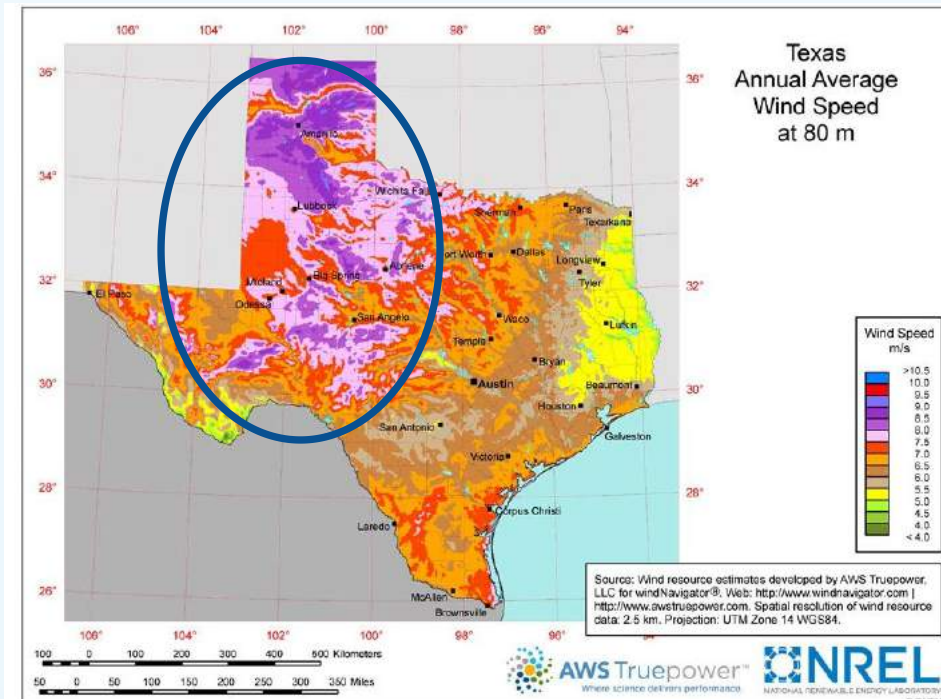 106°
104°
102°
100°
98°
96°
94°
Texas
Annual Average
Wind Speed
at 80 m
36°
36°
Amarillo
34°
34°
Wichita Falls
Lubbock
Sherman
Paris
Texarkana
Fort Worth
Dallas
Longview
Abilene
Tyler
32°
32°
Midland
Big Spring
El Paso
Odessa
San Angelo
Waco
Lufkin
Temple
Bryan
30°
Austin
Beaumont
30°
Houston
San Antonio
Galveston
Victoria
28°
28°
Corpus Christi
Laredo
26°
McAllen
Brownsville
Wind Speed
m/s
>10.5
10.0
9.5
9.0
8.5
8.0
7.5
7.0
6.5
6.0
5.5
5.0
4.5
4.0
< 4.0
Source: Wind resource estimates developed by AWS Truepower,
LLC for windNavigator®. Web: http://www.windnavigator.com |
http://www.awstruepower.com. Spatial resolution of wind resource
data: 2.5 km. Projection: UTM Zone 14 WGS84.
106°
104°
102°
100°
98°
96°
94
100 0 100 200 300 400 500 Kilometers
50 0 50 100 150 200 250 300 350 Miles
AWS Truepower™
Where science delivers performance
NREL
NATIONAL RENEWABLE ENERGY LABORATORY